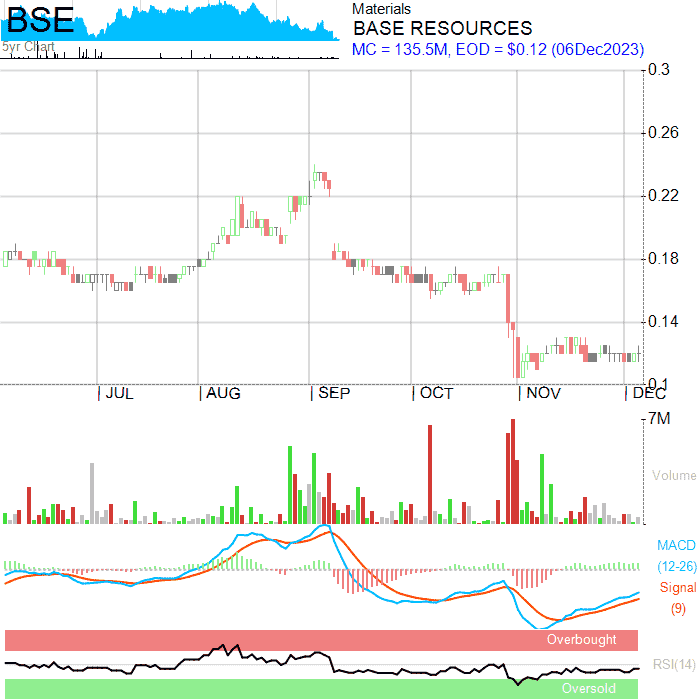 BSE
5yr Chart
Materials
BASE RESOURCES
MC = 135.5M, EOD = $0.12 (06Dec2023)
0.3
0.26
0.22
0.18
0.14
0.1
JUL AUG SEP OCT NOV DEC
7M
Volume
MACD
(12-26)
Signal
(9)
Overbought
RSI(14)
Oversold